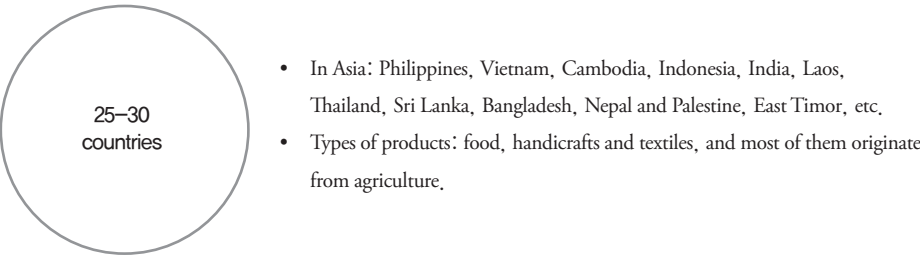 25–30
countries
• In Asia: Philippines, Vietnam, Cambodia, Indonesia, India, Laos,
Thailand, Sri Lanka, Bangladesh, Nepal and Palestine, East Timor, etc.
• Types of products: food, handicrafts and textiles, and most of them originate
from agriculture.